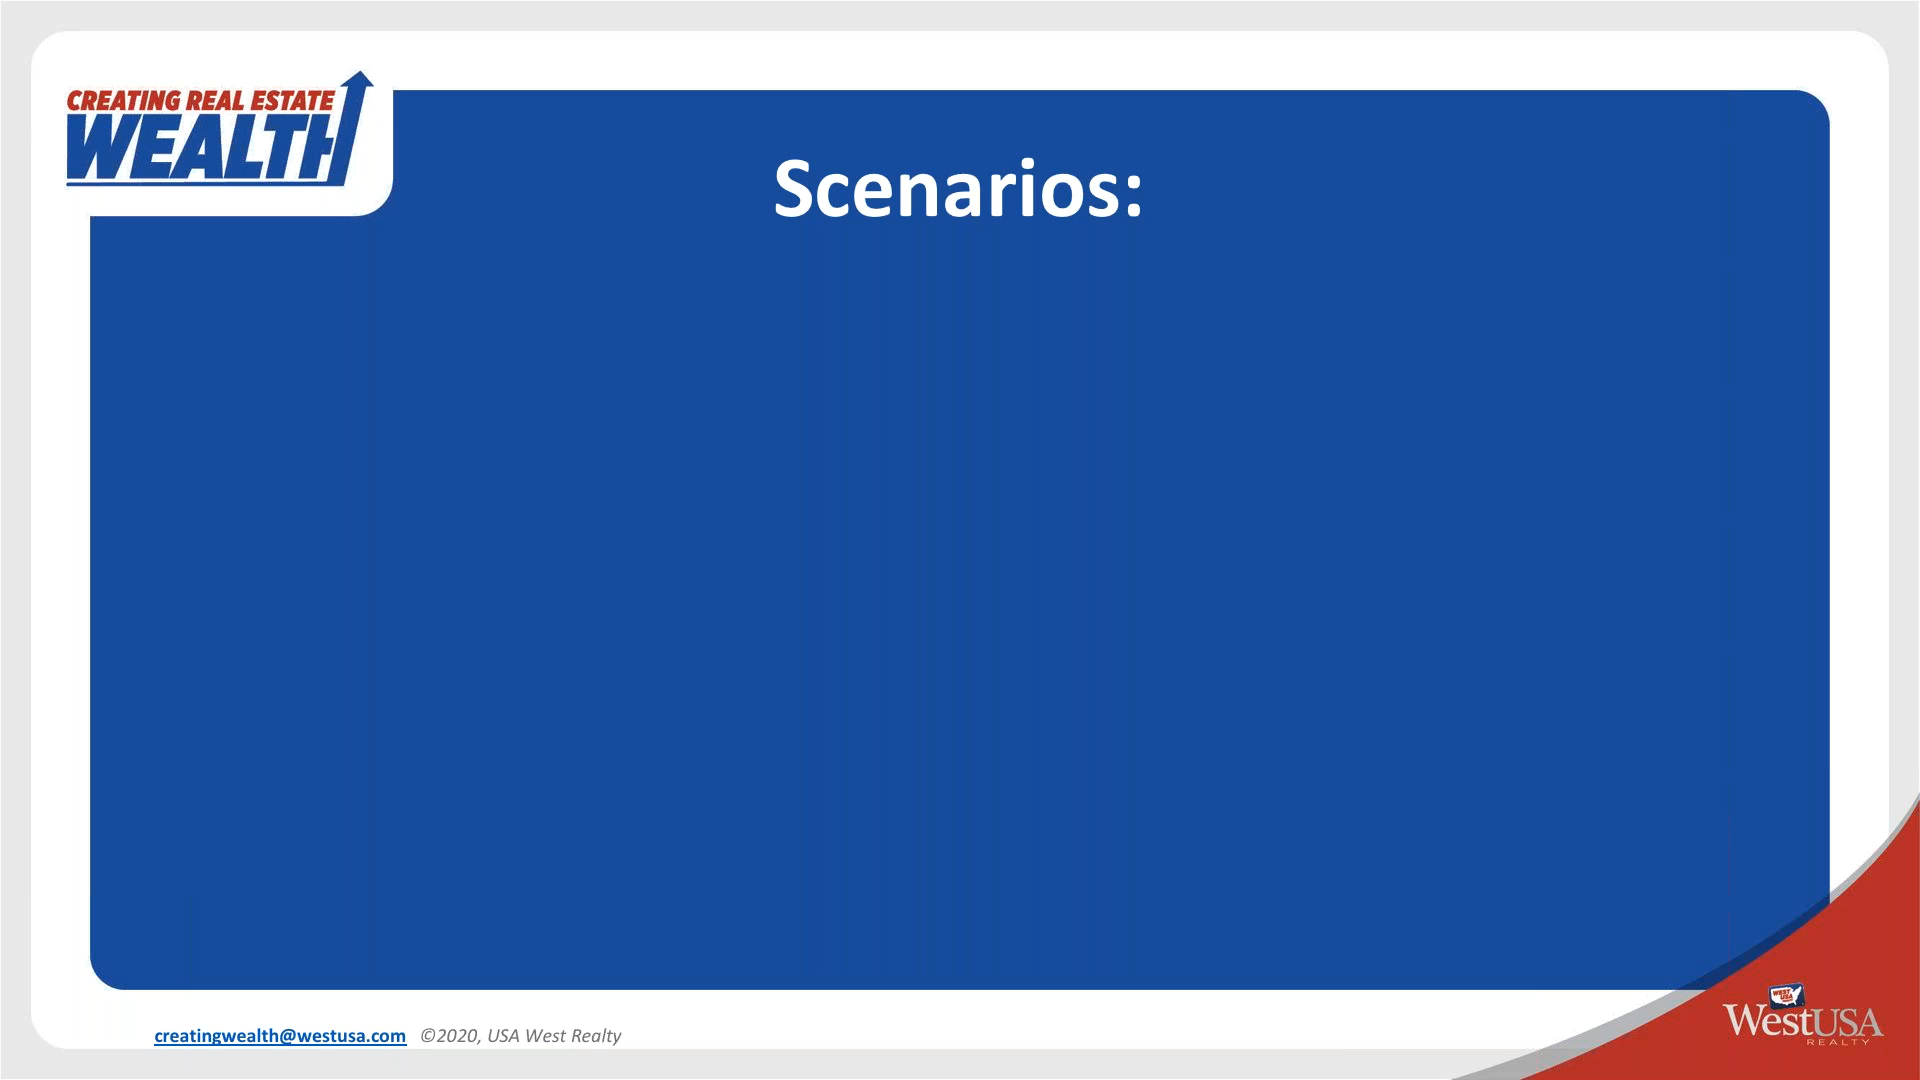 CREATING REAL ESTATE
WEALTH
Scenarios:
creatingwealth@westusa.com ©2020, USA West Realty
WEST
USA
WestUSA
REALTY